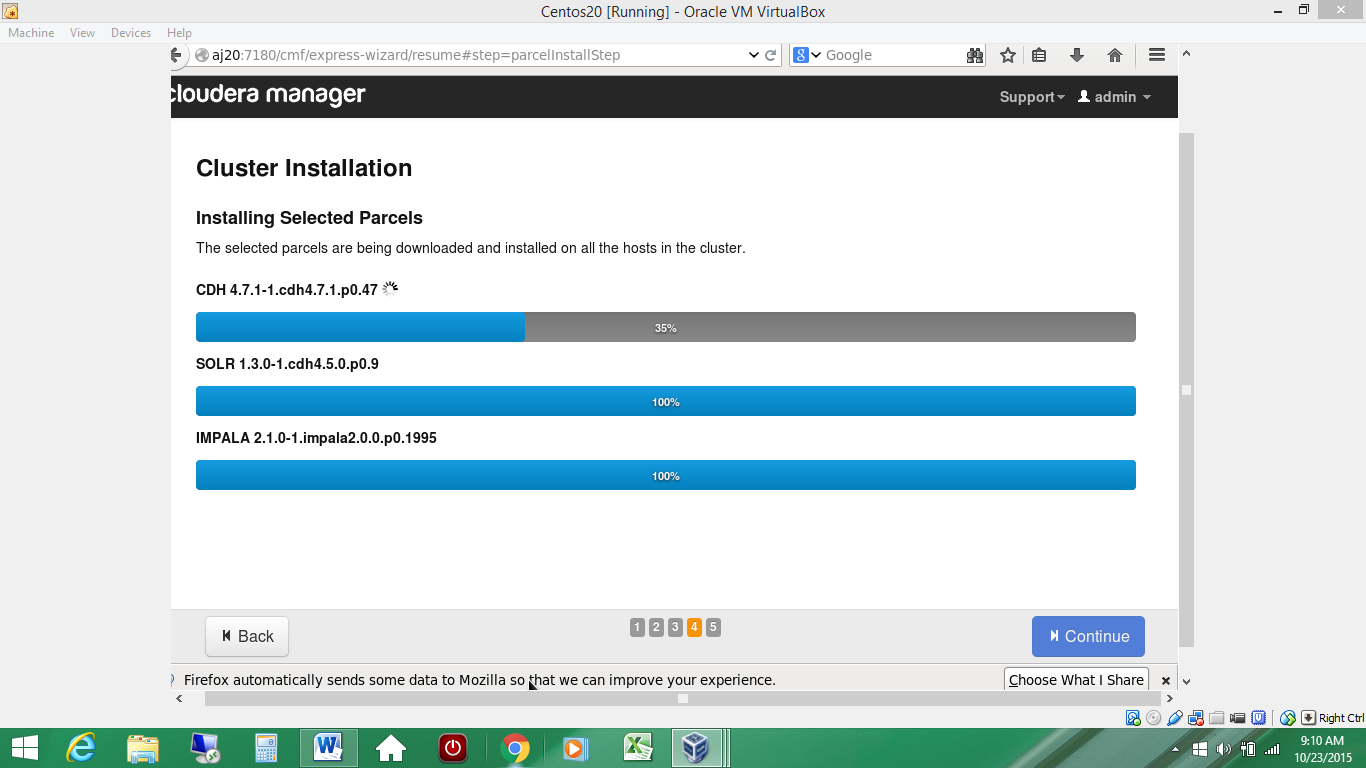 Centos20 [Running] - Oracle VM VirtualBox
Machine View Devices Help
aj20:7180/cmf/express-wizard/resume#step=parcelInstallStep
8 Google
cloudera manager
Support admin
Cluster Installation
Installing Selected Parcels
The selected parcels are being downloaded and installed on all the hosts in the cluster.
CDH 4.7.1-1.cdh4.7.1.p0.47
35%
SOLR 1.3.0-1.cdh4.5.0.p0.9
100%
IMPALA 2.1.0-1.impala2.0.0.p0.1995
100%
Back
1 2 3 4 5
Continue
Firefox automatically sends some data to Mozilla so that we can improve your experience.
Choose What I Share
Right Ctrl
9:10 AM
10/23/2015